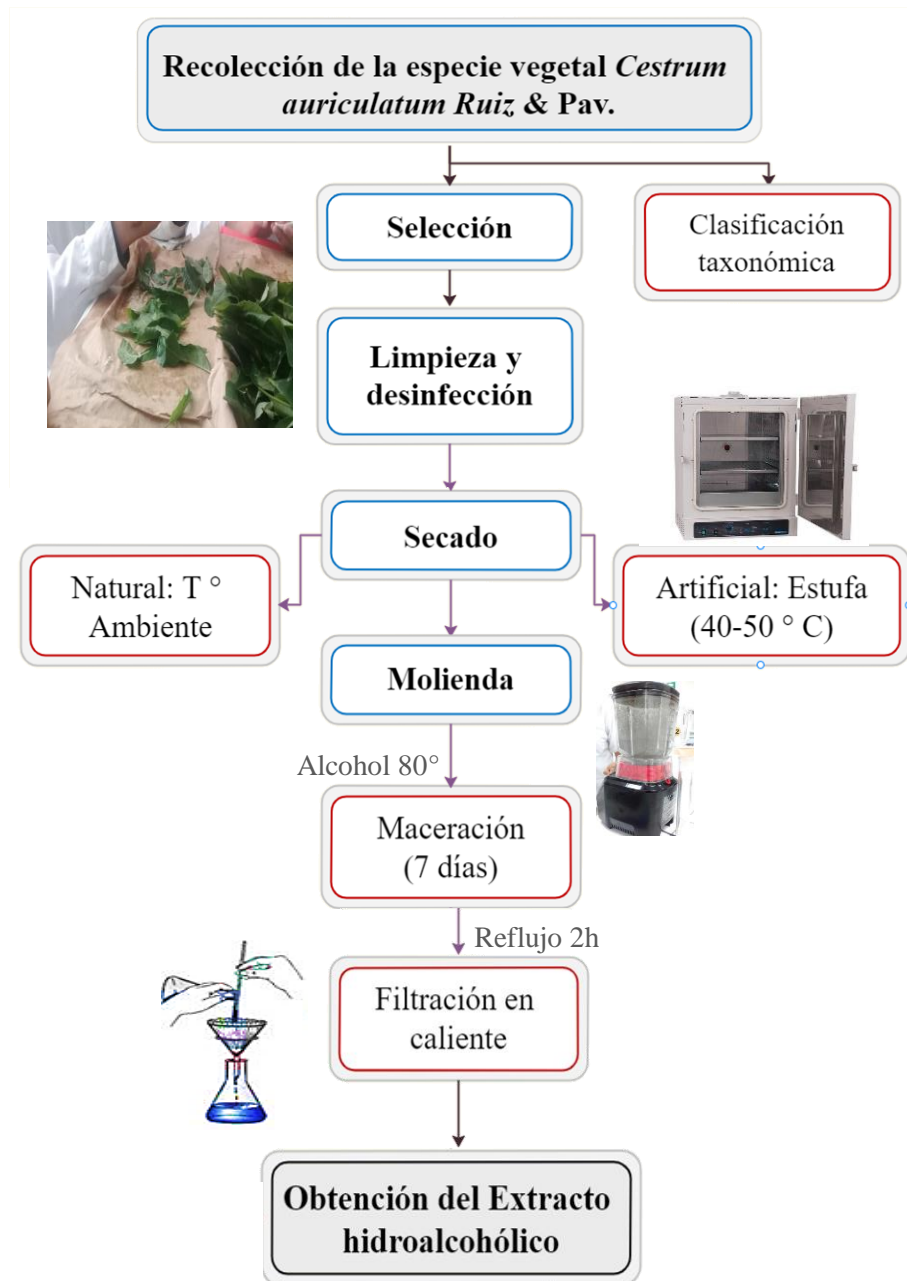 Recolección de la especie vegetal Cestrum
auriculatum Ruiz & Pav.
Selección
Clasificación
taxonómica
Limpieza y
desinfección
Secado
Natural: T °
Ambiente
Artificial: Estufa
(40-50 ° C)
Molienda
Alcohol 80°
Maceración
(7 días)
Reflujo 2h
Filtración en
caliente
Obtención del Extracto
hidroalcohólico